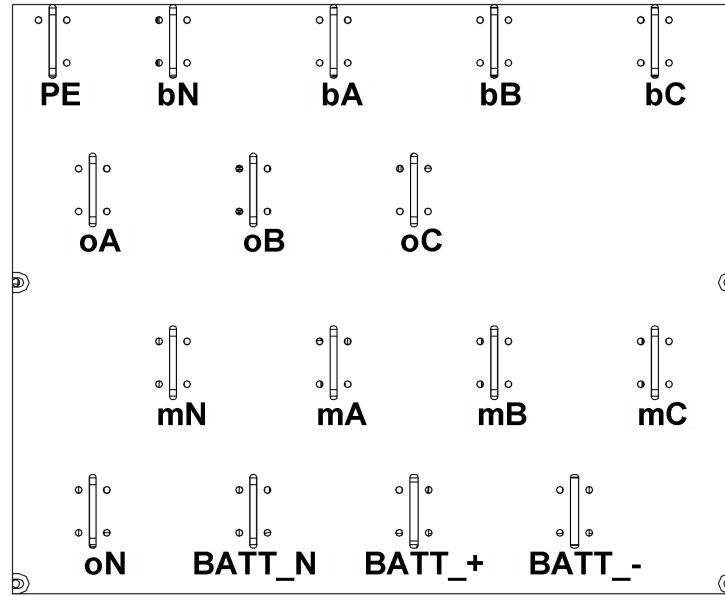 PE bN bA bB bC
oA oB oC
mN mA mB mC
oN BATT_N BATT_+ BATT_-